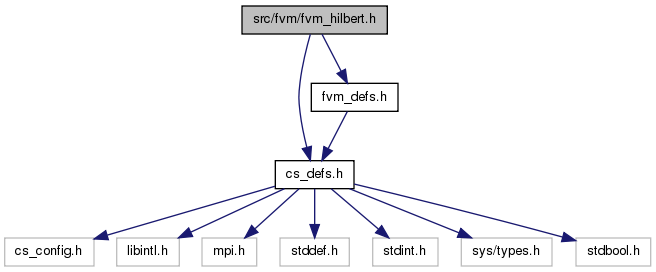 src/fvm/fvm_hilbert.h
fvm_defs.h
cs_defs.h
cs_config.h
libintl.h
mpi.h
stddef.h
stdint.h
sys/types.h
stdbool.h